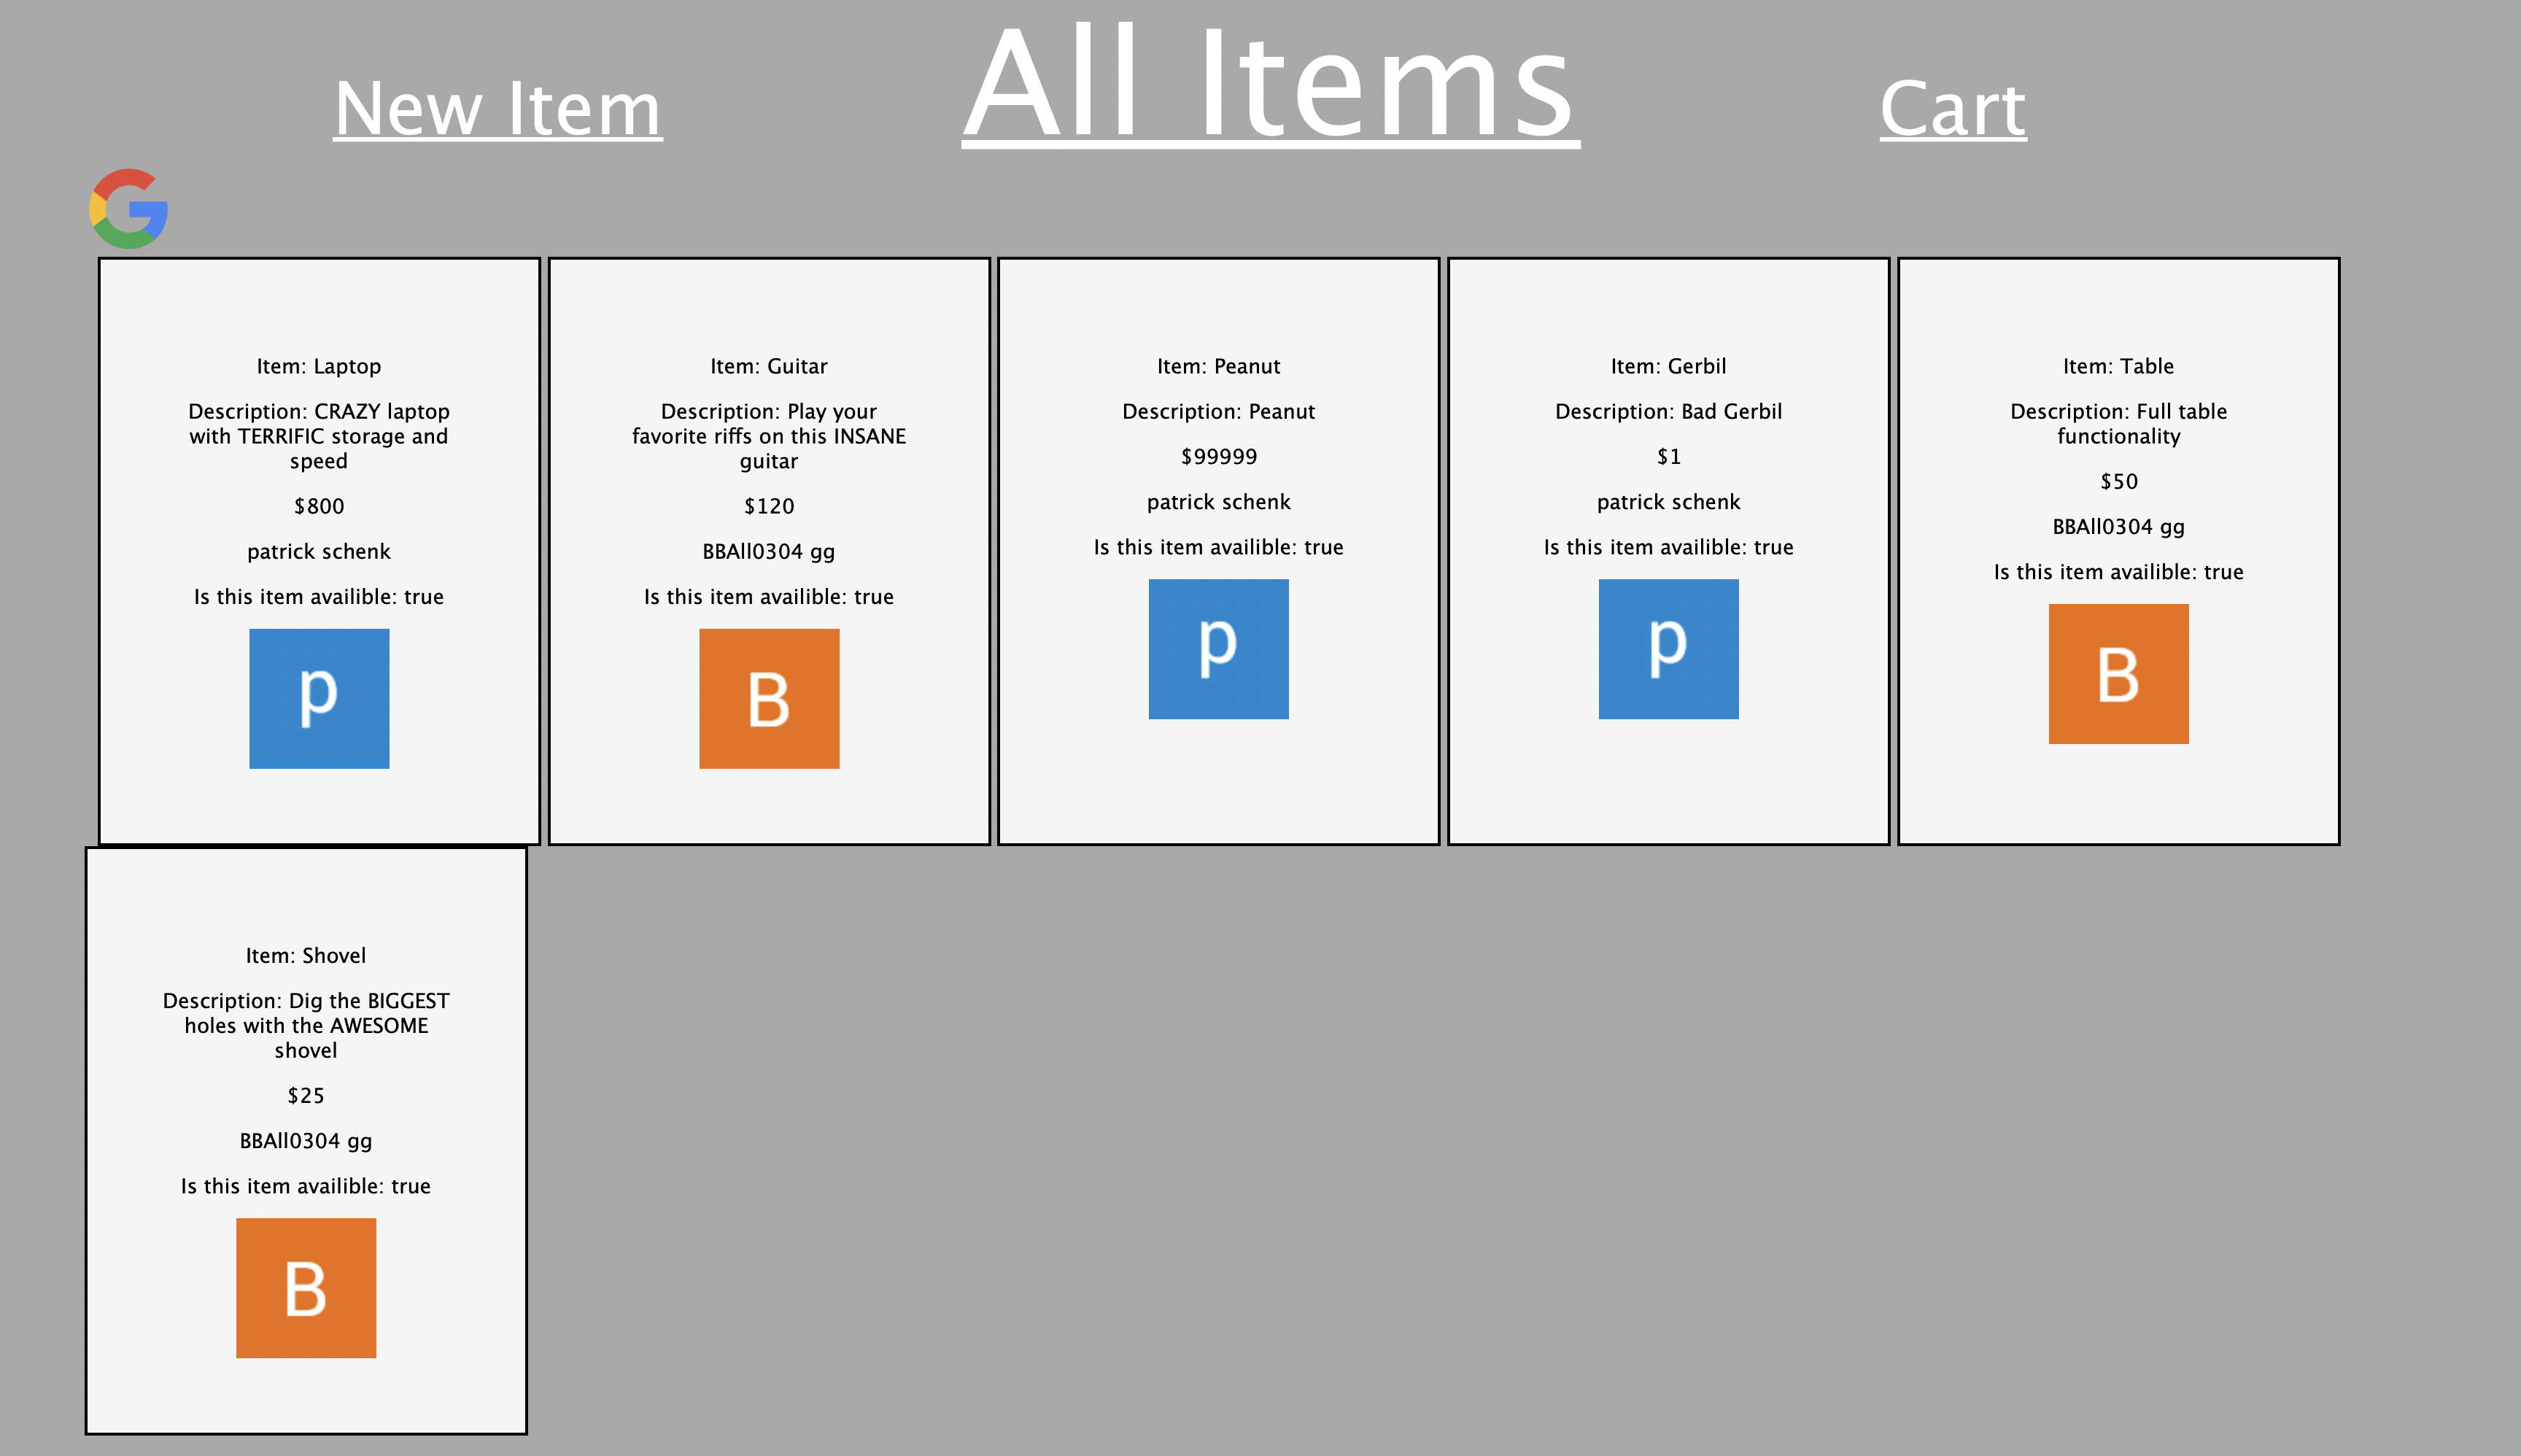 New Item
All Items
Cart
G
Item: Laptop
Description: CRAZY laptop
with TERRIFIC storage and
speed
$800
patrick schenk
Is this item availible: true
p
Item: Guitar
Description: Play your
favorite riffs on this INSANE
guitar
$120
BBAll0304 gg
Is this item availible: true
B
Item: Peanut
Description: Peanut
$99999
patrick schenk
Is this item availible: true
p
Item: Gerbil
Description: Bad Gerbil
$1
patrick schenk
Is this item availible: true
p
Item: Table
Description: Full table
functionality
$50
BBAll0304 gg
Is this item availible: true
B
Item: Shovel
Description: Dig the BIGGEST
holes with the AWESOME
shovel
$25
BBAll0304 gg
Is this item availible: true
B